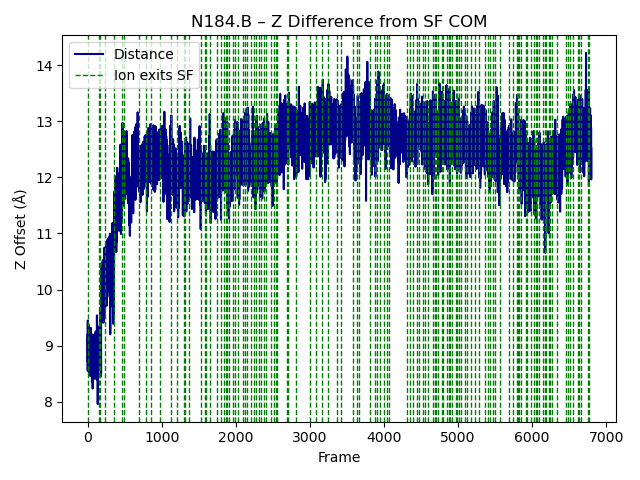 N184.B – Z Difference from SF COM
Distance
Ion exits SF
Z Offset (Å)
14
13
12
11
10
9
8
0 1000 2000 3000 4000 5000 6000 7000
Frame